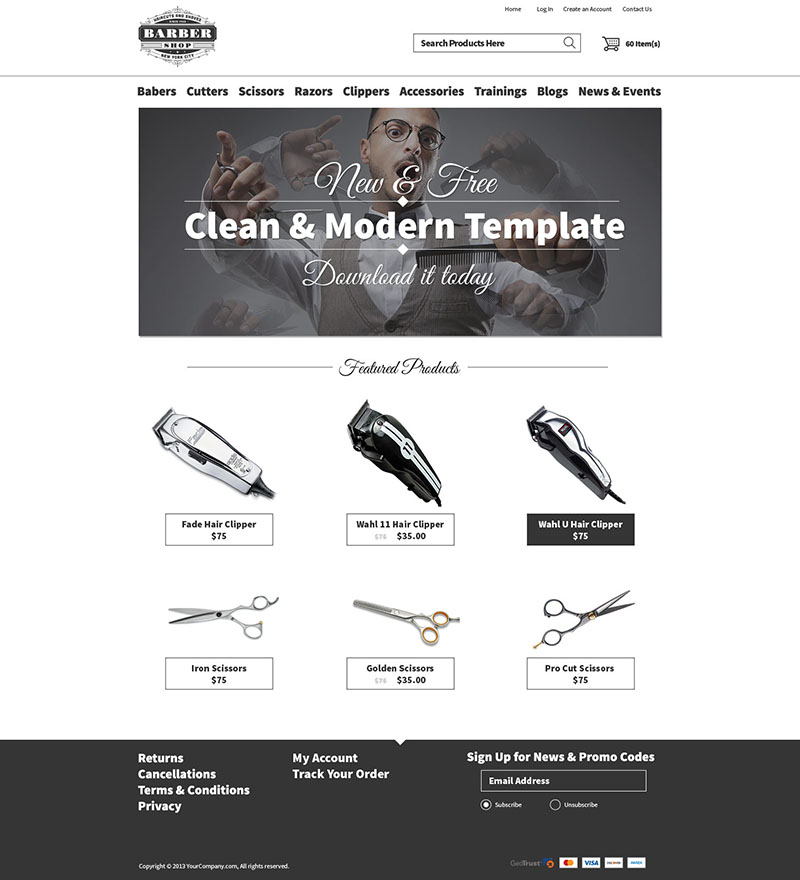 Home Log In Create an Account Contact Us
HAIRCUTS AND SHAVES
BARBER
SHOP
NEW YORK CITY
Search Products Here
60 Item(s)
Babers Cutters Scissors Razors Clippers Accessories Trainings Blogs News & Events
New & Free
Clean & Modern Template
Download it today
Featured Products
Fade Hair Clipper
$75
Wahl 11 Hair Clipper
$76 $35.00
Wahl U Hair Clipper
$75
Iron Scissors
$75
Golden Scissors
$76 $35.00
Pro Cut Scissors
$75
Returns
Cancellations
Terms & Conditions
Privacy
My Account
Track Your Order
Sign Up for News & Promo Codes
Email Address
Subscribe Unsubscribe
Copyright © 2013 YourCompany.com, All rights reserved.
GeoTrust
VISA